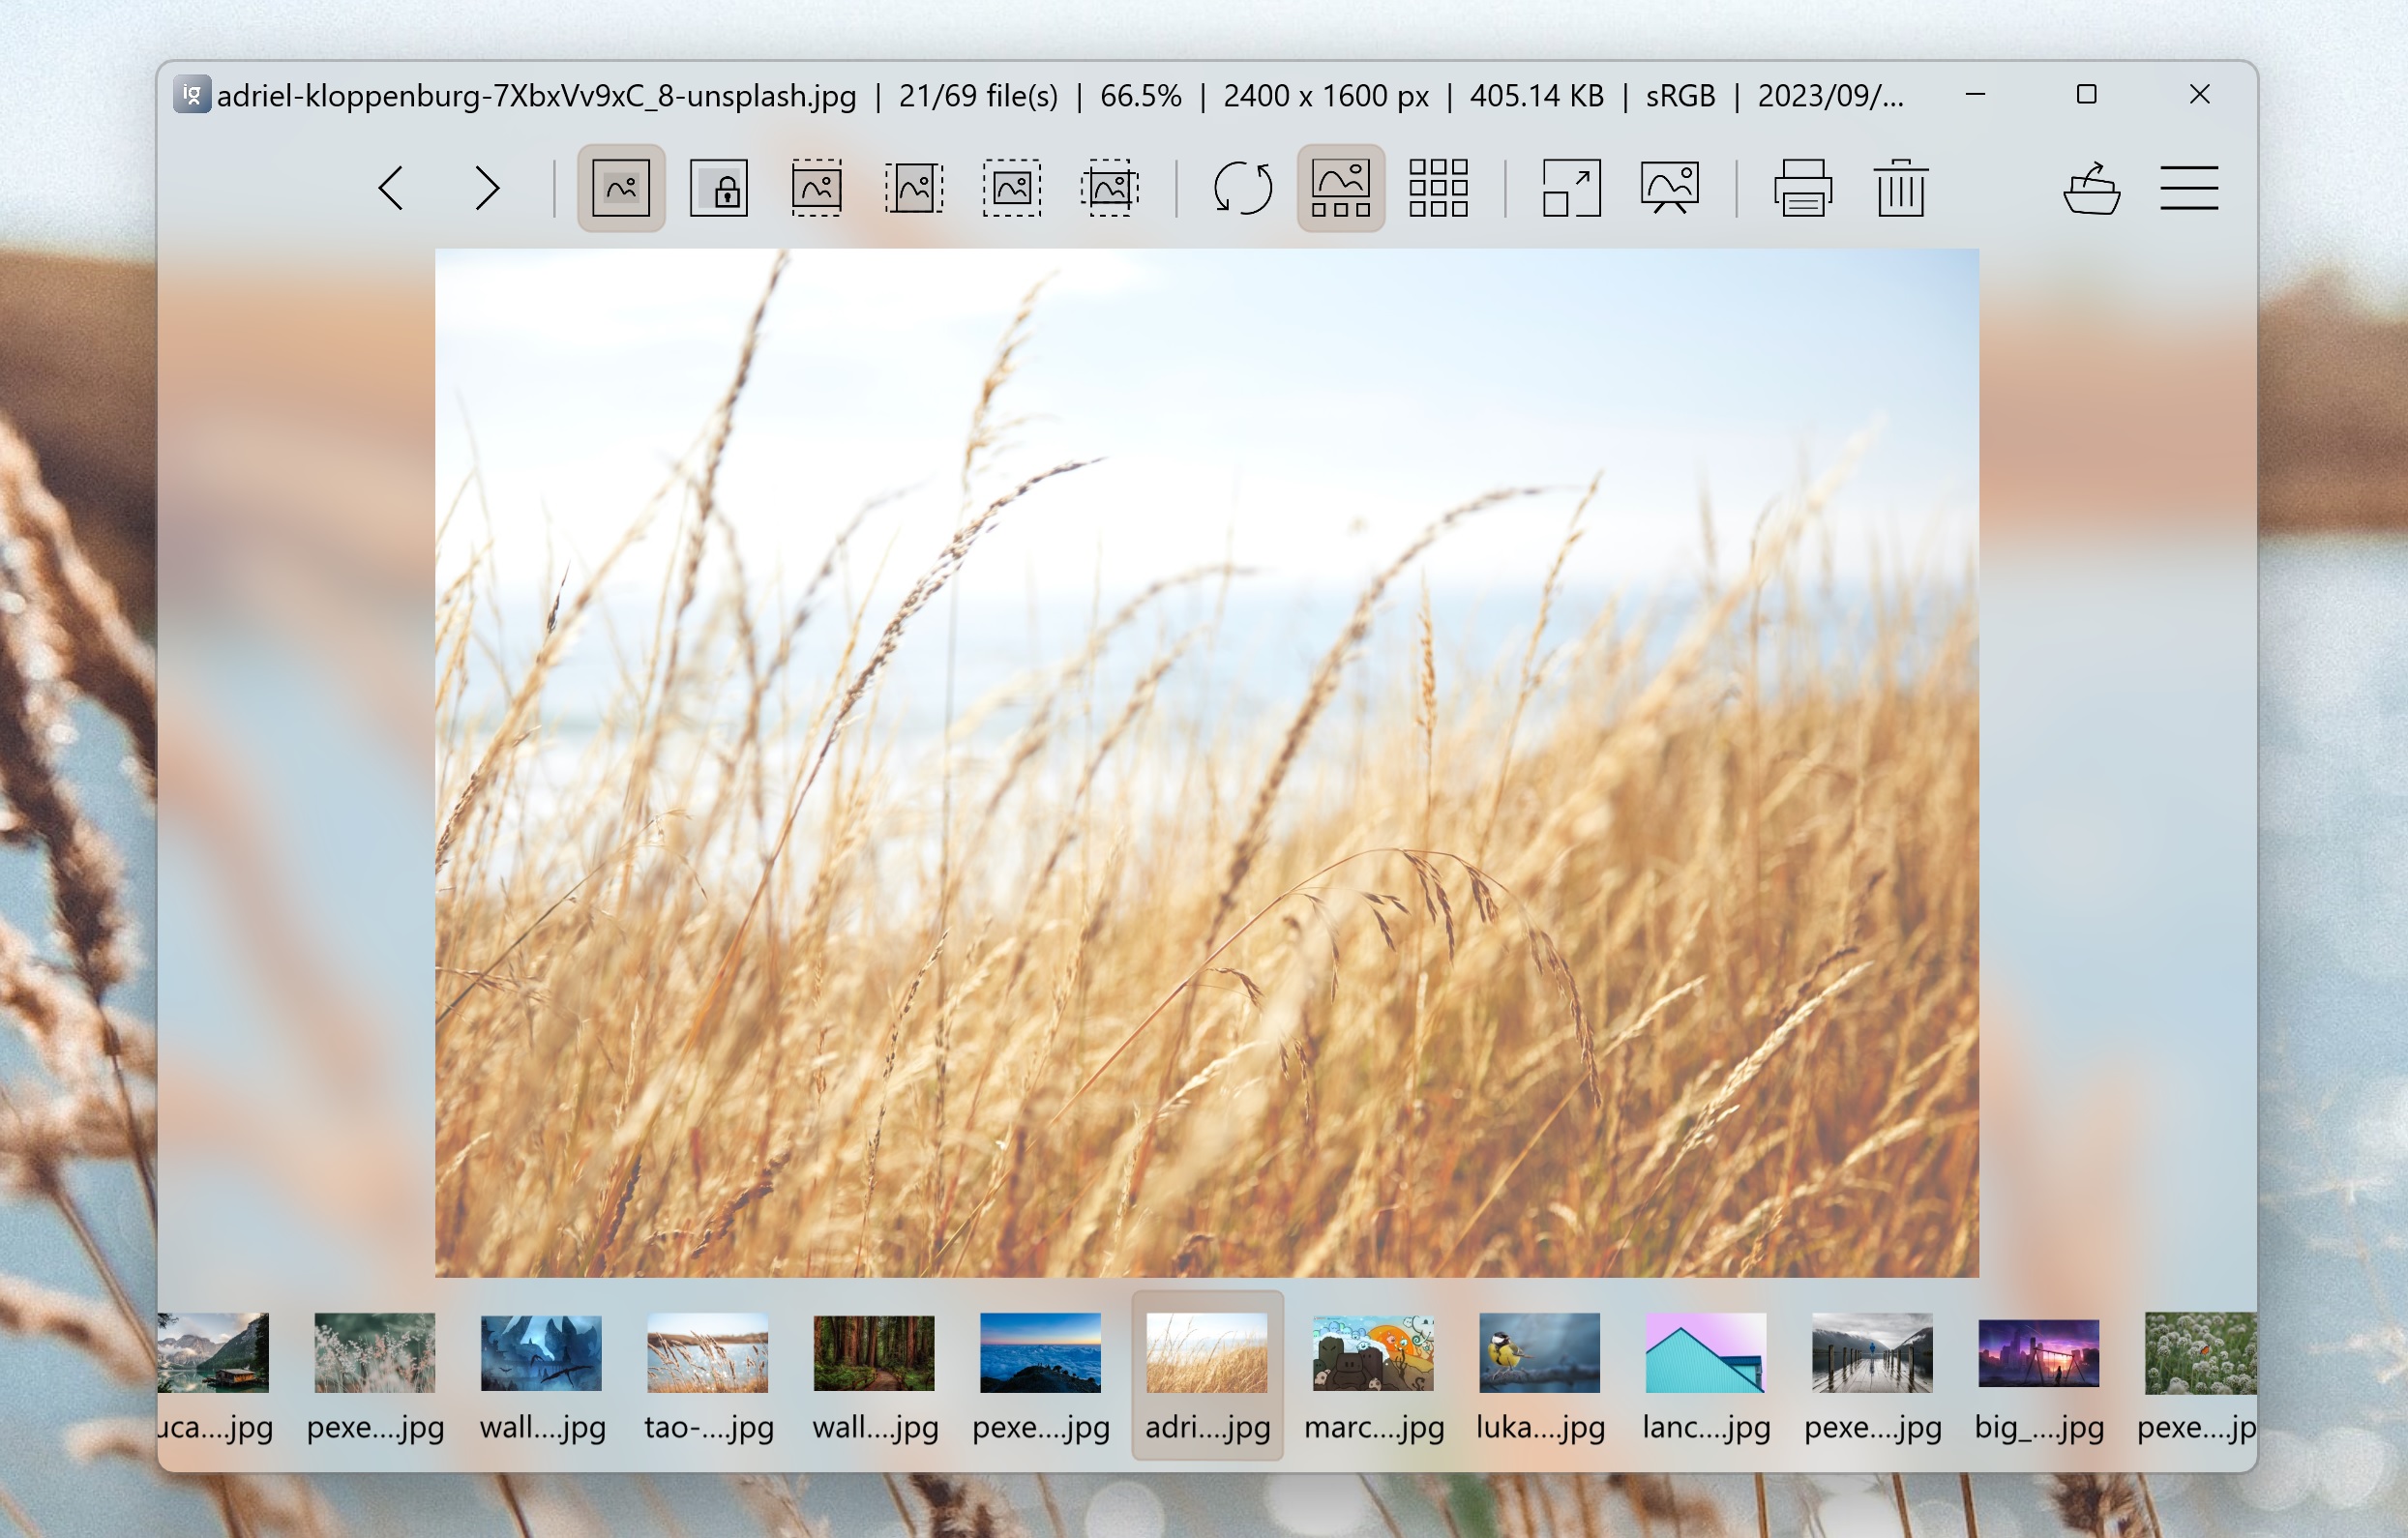 ig adriel-kloppenburg-7XbxVv9xC_8-unsplash.jpg | 21/69 file(s) | 66.5% | 2400 x 1600 px | 405.14 KB | sRGB | 2023/09/...
uca....jpg pexe....jpg wall....jpg tao-....jpg wall....jpg pexe....jpg adri....jpg marc....jpg luka....jpg lanc....jpg pexe....jpg big_....jpg pexe....jp